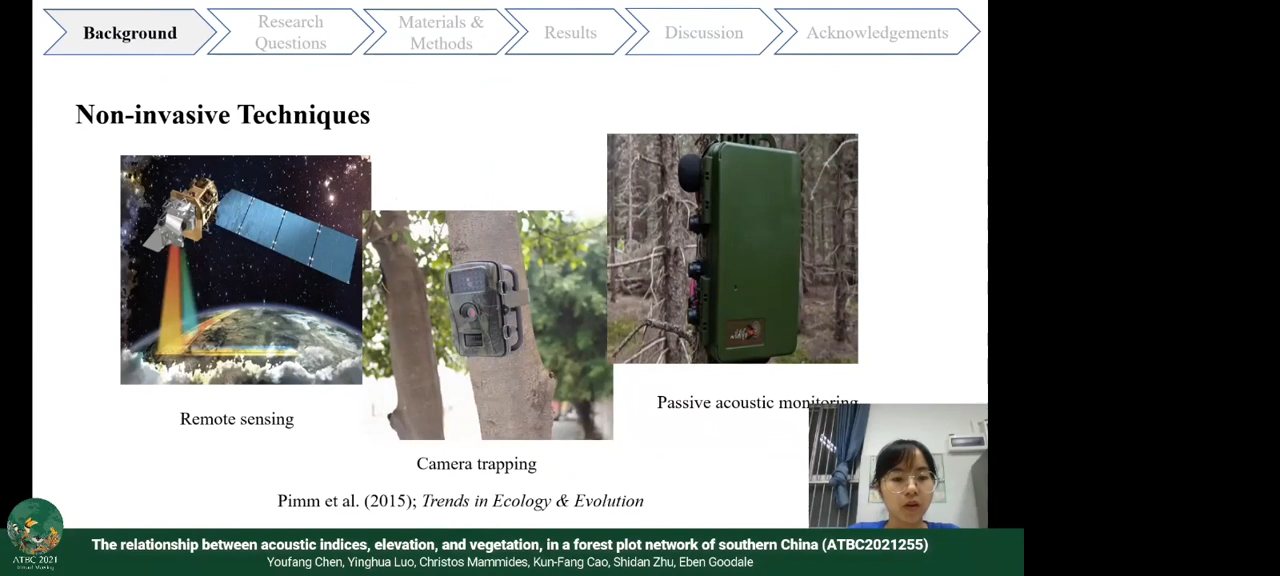 Background
Research
Questions
Materials &
Methods
Results
Discussion
Acknowledgements
Non-invasive Techniques
Remote sensing
Camera trapping
Passive acoustic monitoring
Pimm et al. (2015); Trends in Ecology & Evolution
ATBC 2021
The relationship between acoustic indices, elevation, and vegetation, in a forest plot network of southern China (ATBC2021255)
Youfang Chen, Yinghua Luo, Christos Mammides, Kun-Fang Cao, Shidan Zhu, Eben Goodale